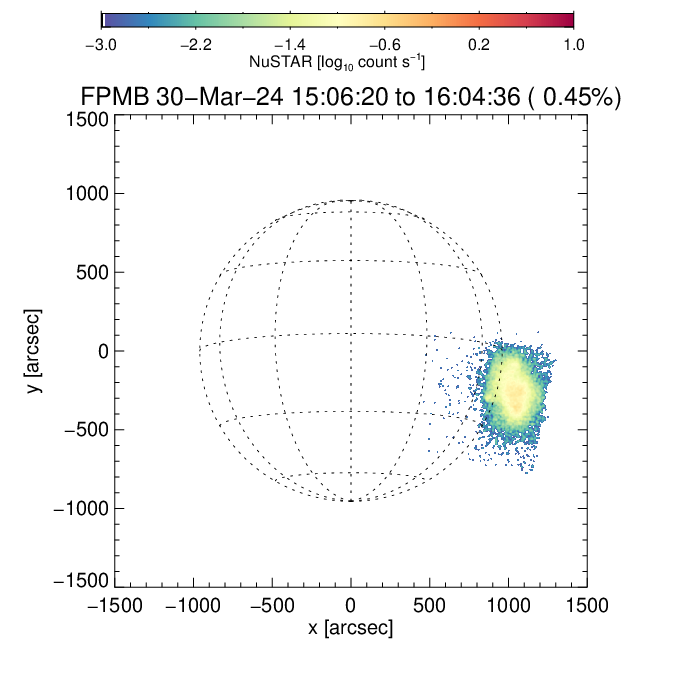 −3.0 −2.2 −1.4 −0.6 0.2 1.0
NuSTAR [log₁₀ count s⁻¹]
FPMB 30−Mar−24 15:06:20 to 16:04:36 ( 0.45%)
1500
1000
500
0
−500
−1000
−1500
y [arcsec]
−1500 −1000 −500 0 500 1000 1500
x [arcsec]